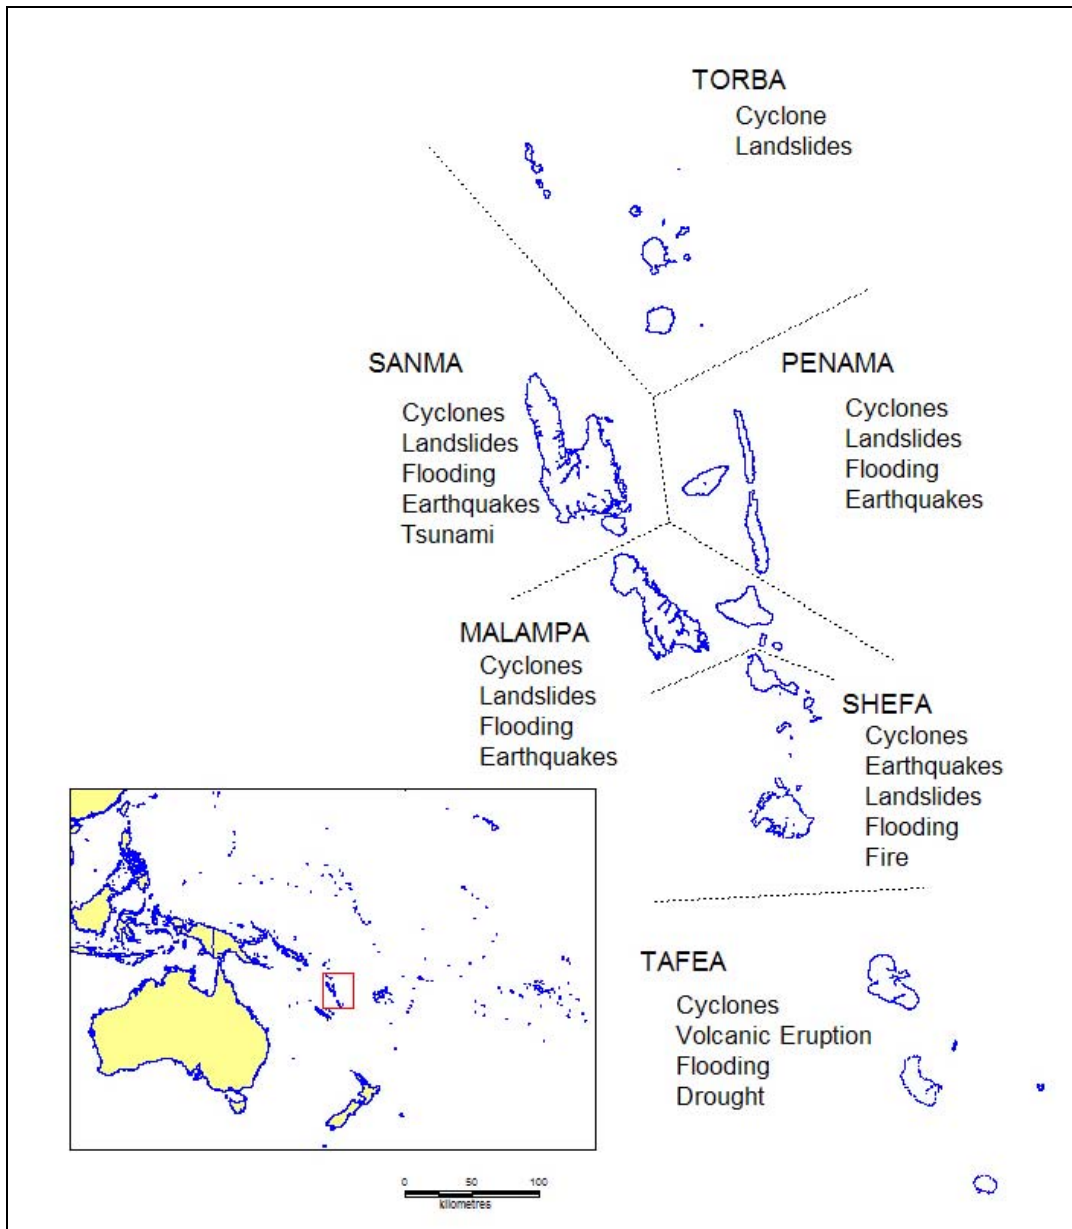 TORBA
Cyclone
Landslides
SANMA
Cyclones
Landslides
Flooding
Earthquakes
Tsunami
PENAMA
Cyclones
Landslides
Flooding
Earthquakes
MALAMPA
Cyclones
Landslides
Flooding
Earthquakes
SHEFA
Cyclones
Earthquakes
Landslides
Flooding
Fire
TAFEA
Cyclones
Volcanic Eruption
Flooding
Drought
0 50 100
kilometres